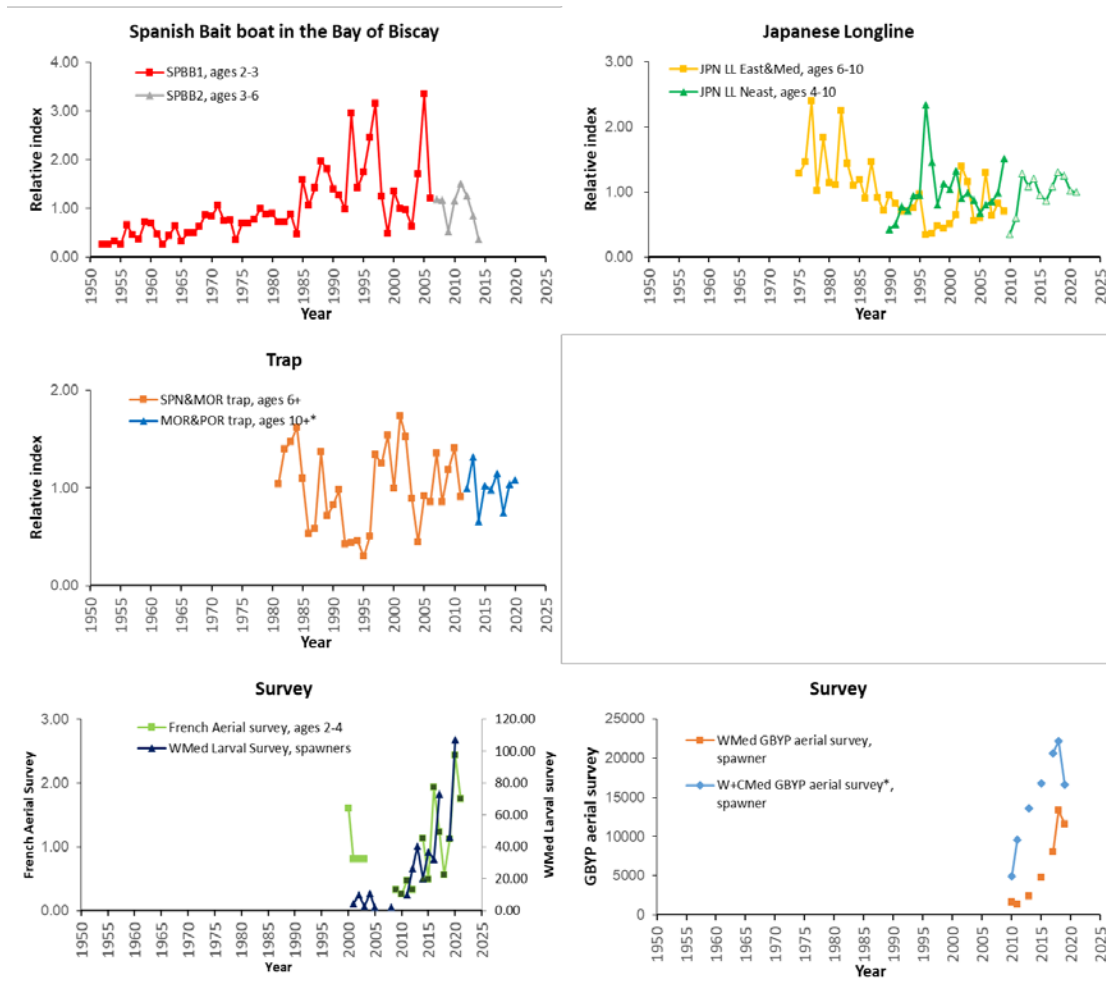 Spanish Bait boat in the Bay of Biscay
SPBB1, ages 2-3
SPBB2, ages 3-6
Relative index
4.00
3.00
2.00
1.00
0.00
1950 1955 1960 1965 1970 1975 1980 1985 1990 1995 2000 2005 2010 2015 2020 2025
Year
Japanese Longline
JPN LL East&Med, ages 6-10
JPN LL Neast, ages 4-10
Relative index
3.00
2.00
1.00
0.00
1950 1955 1960 1965 1970 1975 1980 1985 1990 1995 2000 2005 2010 2015 2020 2025
Year
Trap
SPN&MOR trap, ages 6+
MOR&POR trap, ages 10+*
Relative index
2.00
1.00
0.00
1950 1955 1960 1965 1970 1975 1980 1985 1990 1995 2000 2005 2010 2015 2020 2025
Year
Survey
French Aerial survey, ages 2-4
WMed Larval Survey, spawners
French Aerial Survey
3.00
2.00
1.00
0.00
WMed Larval survey
120.00
100.00
80.00
60.00
40.00
20.00
0.00
1950 1955 1960 1965 1970 1975 1980 1985 1990 1995 2000 2005 2010 2015 2020 2025
Year
Survey
WMed GBYP aerial survey,
spawner
W+CMed GBYP aerial survey*,
spawner
GBYP aerial survey
25000
20000
15000
10000
5000
0
1950 1955 1960 1965 1970 1975 1980 1985 1990 1995 2000 2005 2010 2015 2020 2025
Year